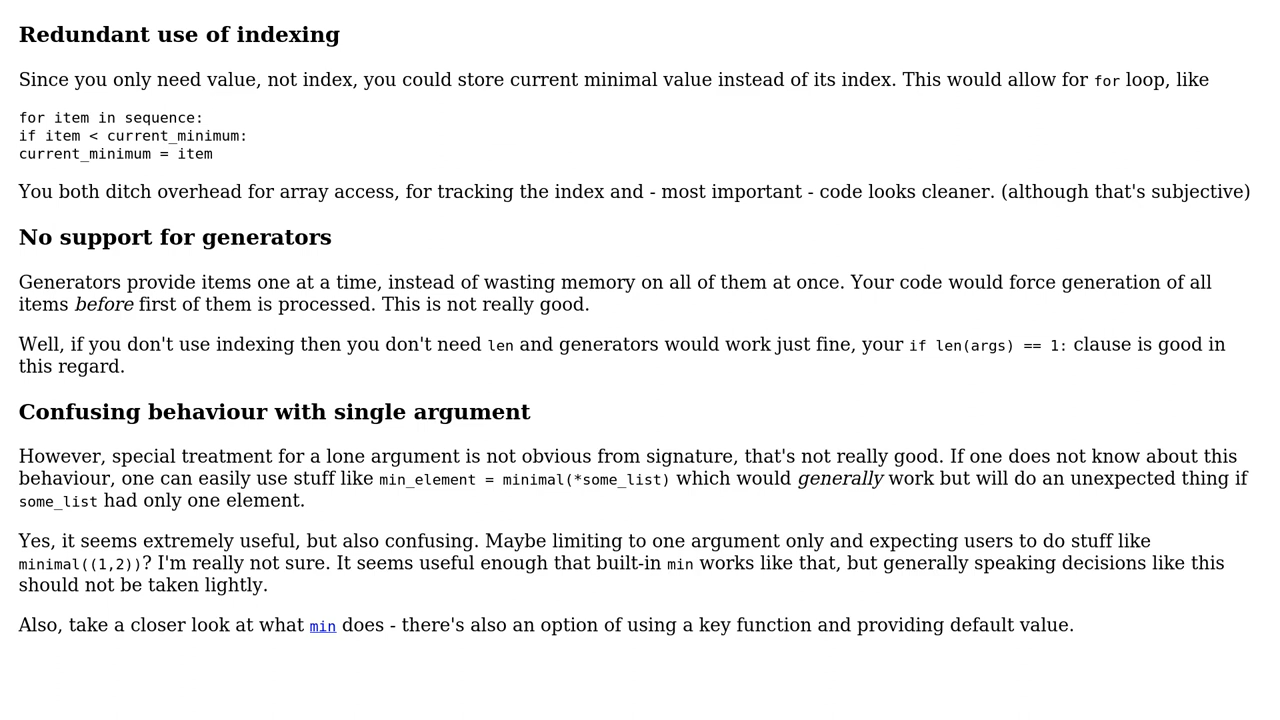 Redundant use of indexing
Since you only need value, not index, you could store current minimal value instead of its index. This would allow for for loop, like
for item in sequence:
if item < current_minimum:
current_minimum = item
You both ditch overhead for array access, for tracking the index and - most important - code looks cleaner. (although that's subjective)
No support for generators
Generators provide items one at a time, instead of wasting memory on all of them at once. Your code would force generation of all
items before first of them is processed. This is not really good.
Well, if you don't use indexing then you don't need len and generators would work just fine, your if len(args) == 1: clause is good in
this regard.
Confusing behaviour with single argument
However, special treatment for a lone argument is not obvious from signature, that's not really good. If one does not know about this
behaviour, one can easily use stuff like min_element = minimal(*some_list) which would generally work but will do an unexpected thing if
some_list had only one element.
Yes, it seems extremely useful, but also confusing. Maybe limiting to one argument only and expecting users to do stuff like
minimal((1,2))? I'm really not sure. It seems useful enough that built-in min works like that, but generally speaking decisions like this
should not be taken lightly.
Also, take a closer look at what min does - there's also an option of using a key function and providing default value.